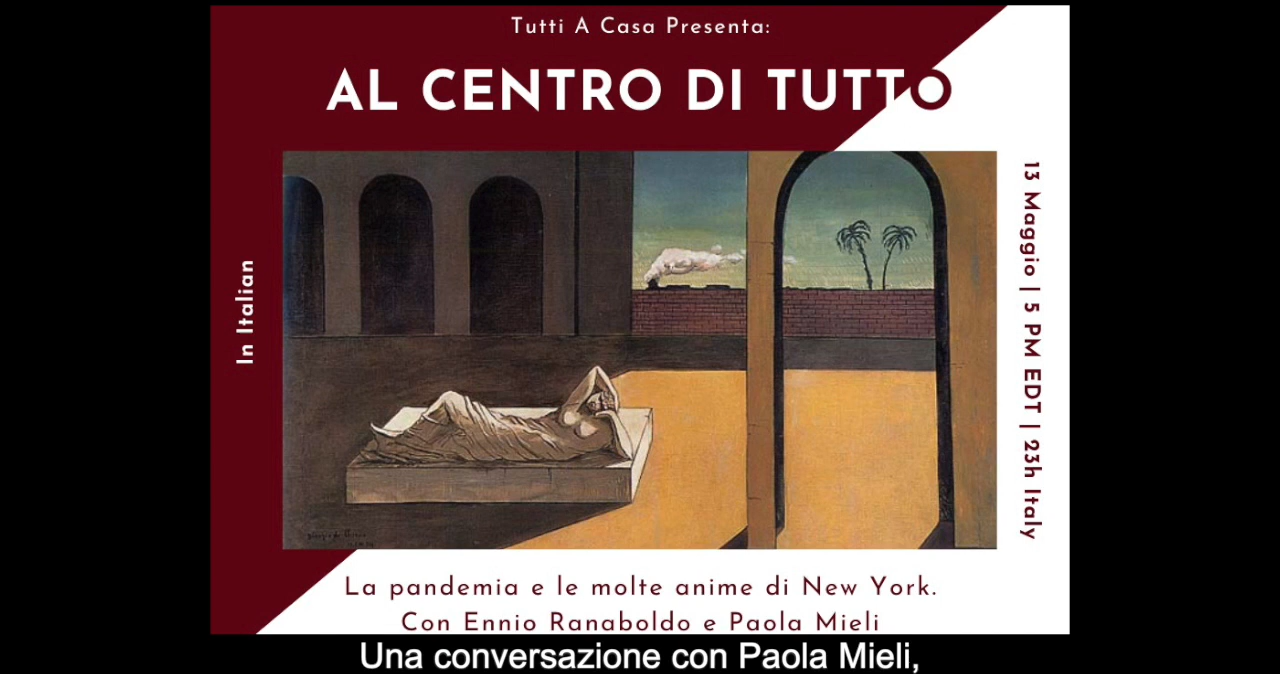 Tutti A Casa Presenta:
AL CENTRO DI TUTTO
In Italian
13 Maggio | 5 PM EDT | 23h Italy
La pandemia e le molte anime di New York.
Con Ennio Ranaboldo e Paola Mieli
Una conversazione con Paola Mieli,